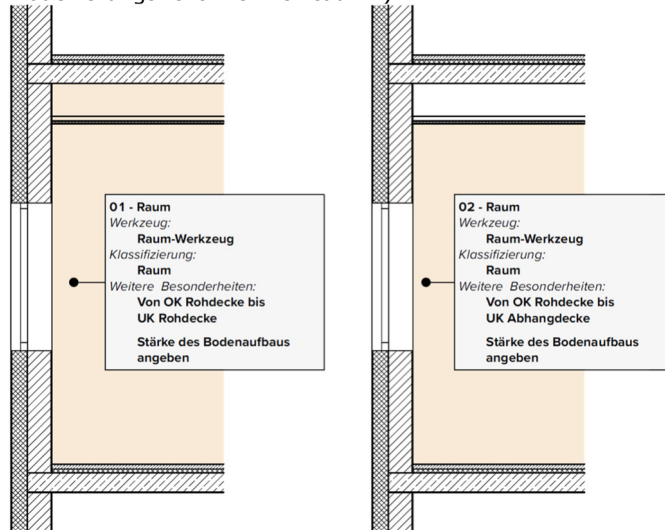 01 - Raum
Werkzeug:
Raum-Werkzeug
Klassifizierung:
Raum
Weitere Besonderheiten:
Von OK Rohdecke bis
UK Rohdecke
Stärke des Bodenaufbaus
angeben
02 - Raum
Werkzeug:
Raum-Werkzeug
Klassifizierung:
Raum
Weitere Besonderheiten:
Von OK Rohdecke bis
UK Abhangdecke
Stärke des Bodenaufbaus
angeben